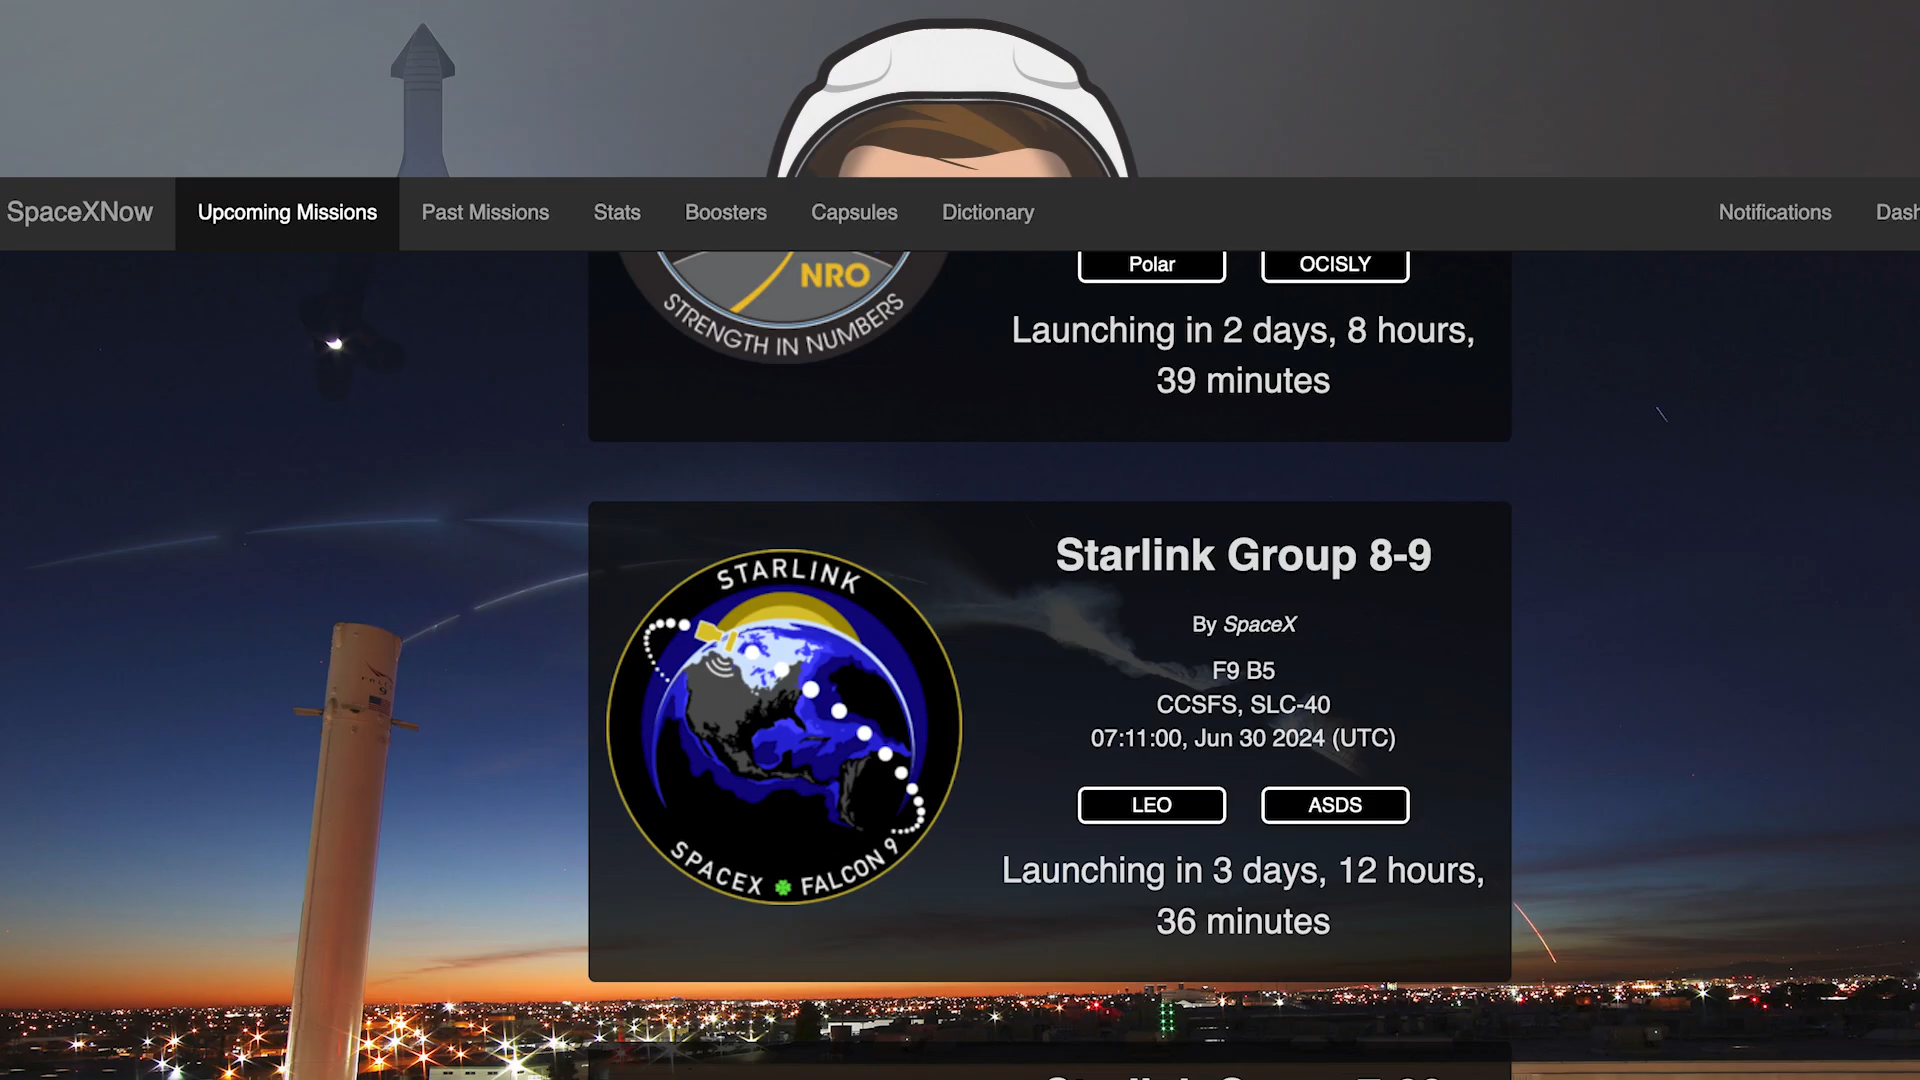 SpaceXNow
Upcoming Missions
Past Missions
Stats
Boosters
Capsules
Dictionary
Notifications
Dash
NRO
STRENGTH IN NUMBERS
Polar
OCISLY
Launching in 2 days, 8 hours,
39 minutes
STARLINK
SPACEX FALCON 9
Starlink Group 8-9
By SpaceX
F9 B5
CCSFS, SLC-40
07:11:00, Jun 30 2024 (UTC)
LEO
ASDS
Launching in 3 days, 12 hours,
36 minutes